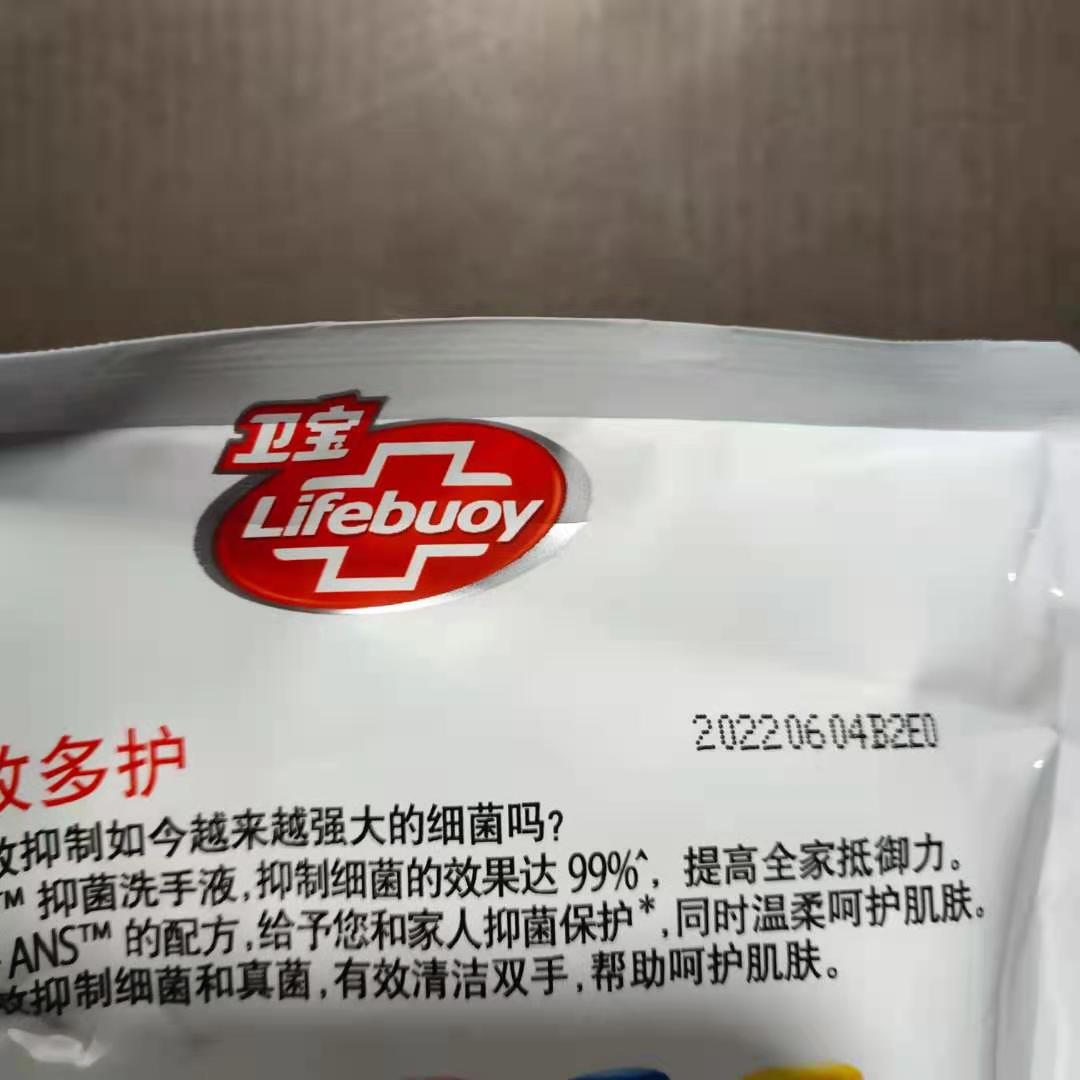 卫宝
Lifebuoy
20220604B2E0
效多护
效抑制如今越来越强大的细菌吗?
™ 抑菌洗手液,抑制细菌的效果达 99%^, 提高全家抵御力。
ANS™ 的配方,给予您和家人抑菌保护*,同时温柔呵护肌肤。
效抑制细菌和真菌,有效清洁双手,帮助呵护肌肤。